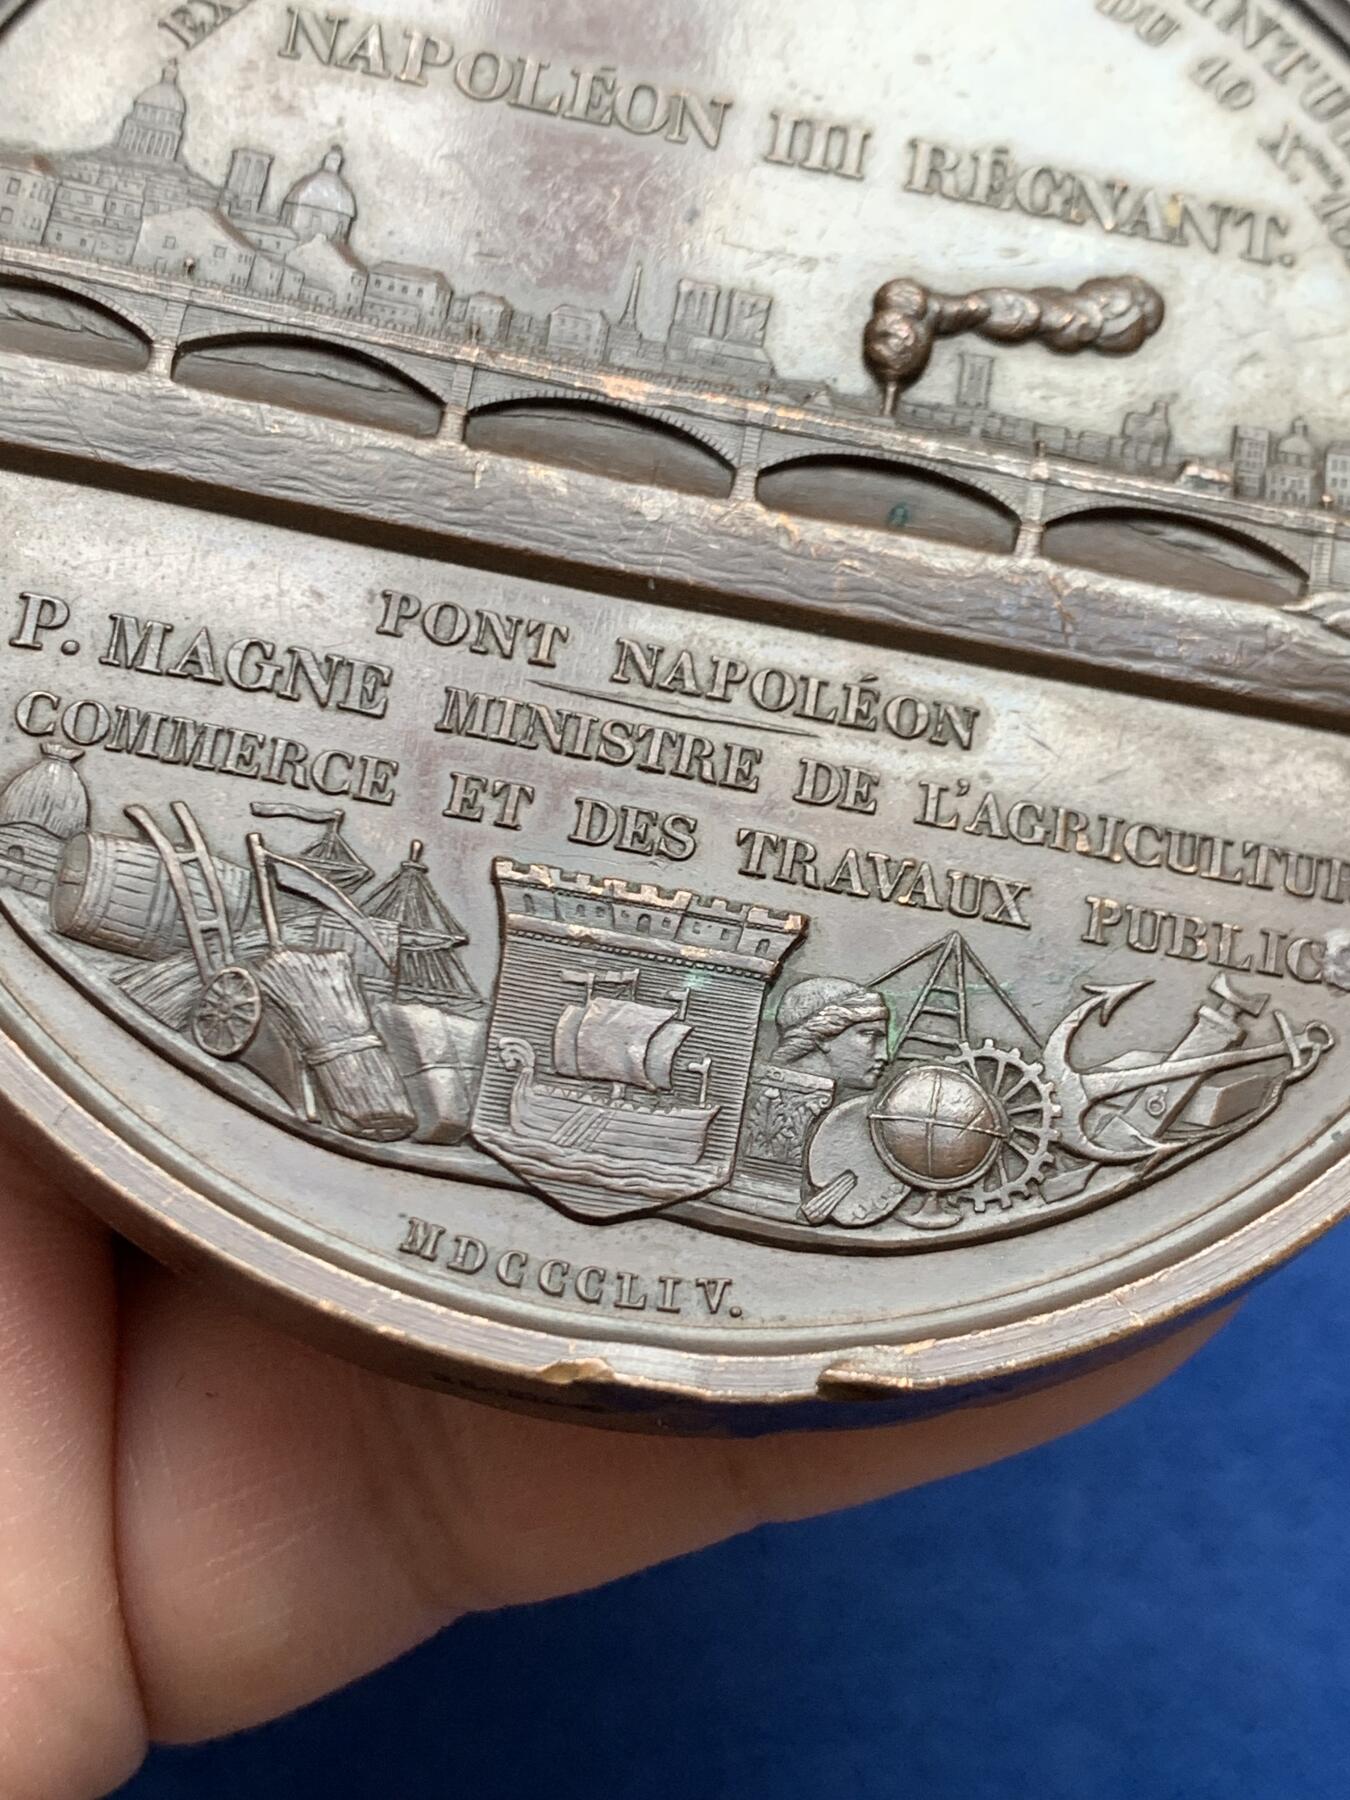 NAPOLÉON III RÉGNANT.
PONT NAPOLÉON
P. MAGNE MINISTRE DE L'AGRICULTUR
COMMERCE ET DES TRAVAUX PUBLICS
MDCCCLIV.